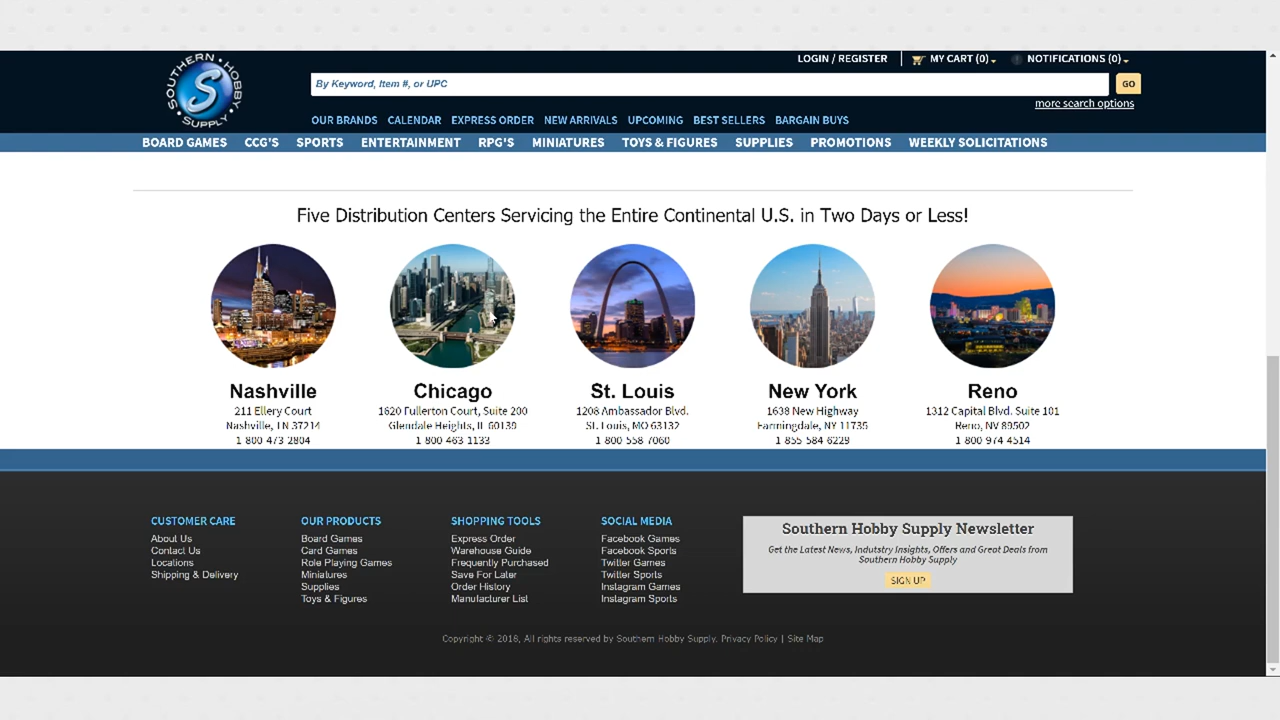 SOUTHERN HOBBY
S
SUPPLY
LOGIN / REGISTER
MY CART (0)
NOTIFICATIONS (0)
By Keyword, Item #, or UPC
GO
more search options
OUR BRANDS CALENDAR EXPRESS ORDER NEW ARRIVALS UPCOMING BEST SELLERS BARGAIN BUYS
BOARD GAMES CCG'S SPORTS ENTERTAINMENT RPG'S MINIATURES TOYS & FIGURES SUPPLIES PROMOTIONS WEEKLY SOLICITATIONS
Five Distribution Centers Servicing the Entire Continental U.S. in Two Days or Less!
Nashville
211 Ellery Court
Nashville, TN 37214
1-800-473-2804
Chicago
1620 Fullerton Court, Suite 200
Glendale Heights, IL 60139
1-800-463-1133
St. Louis
1208 Ambassador Blvd.
St. Louis, MO 63132
1-800-558-7060
New York
1638 New Highway
Farmingdale, NY 11735
1-855-584-6229
Reno
1312 Capital Blvd. Suite 101
Reno, NV 89502
1-800-974-4514
CUSTOMER CARE
About Us
Contact Us
Locations
Shipping & Delivery
OUR PRODUCTS
Board Games
Card Games
Role Playing Games
Miniatures
Supplies
Toys & Figures
SHOPPING TOOLS
Express Order
Warehouse Guide
Frequently Purchased
Save For Later
Order History
Manufacturer List
SOCIAL MEDIA
Facebook Games
Facebook Sports
Twitter Games
Twitter Sports
Instagram Games
Instagram Sports
Southern Hobby Supply Newsletter
Get the Latest News, Indutstry Insights, Offers and Great Deals from
Southern Hobby Supply
SIGN UP
Copyright © 2018, All rights reserved by Southern Hobby Supply. Privacy Policy | Site Map